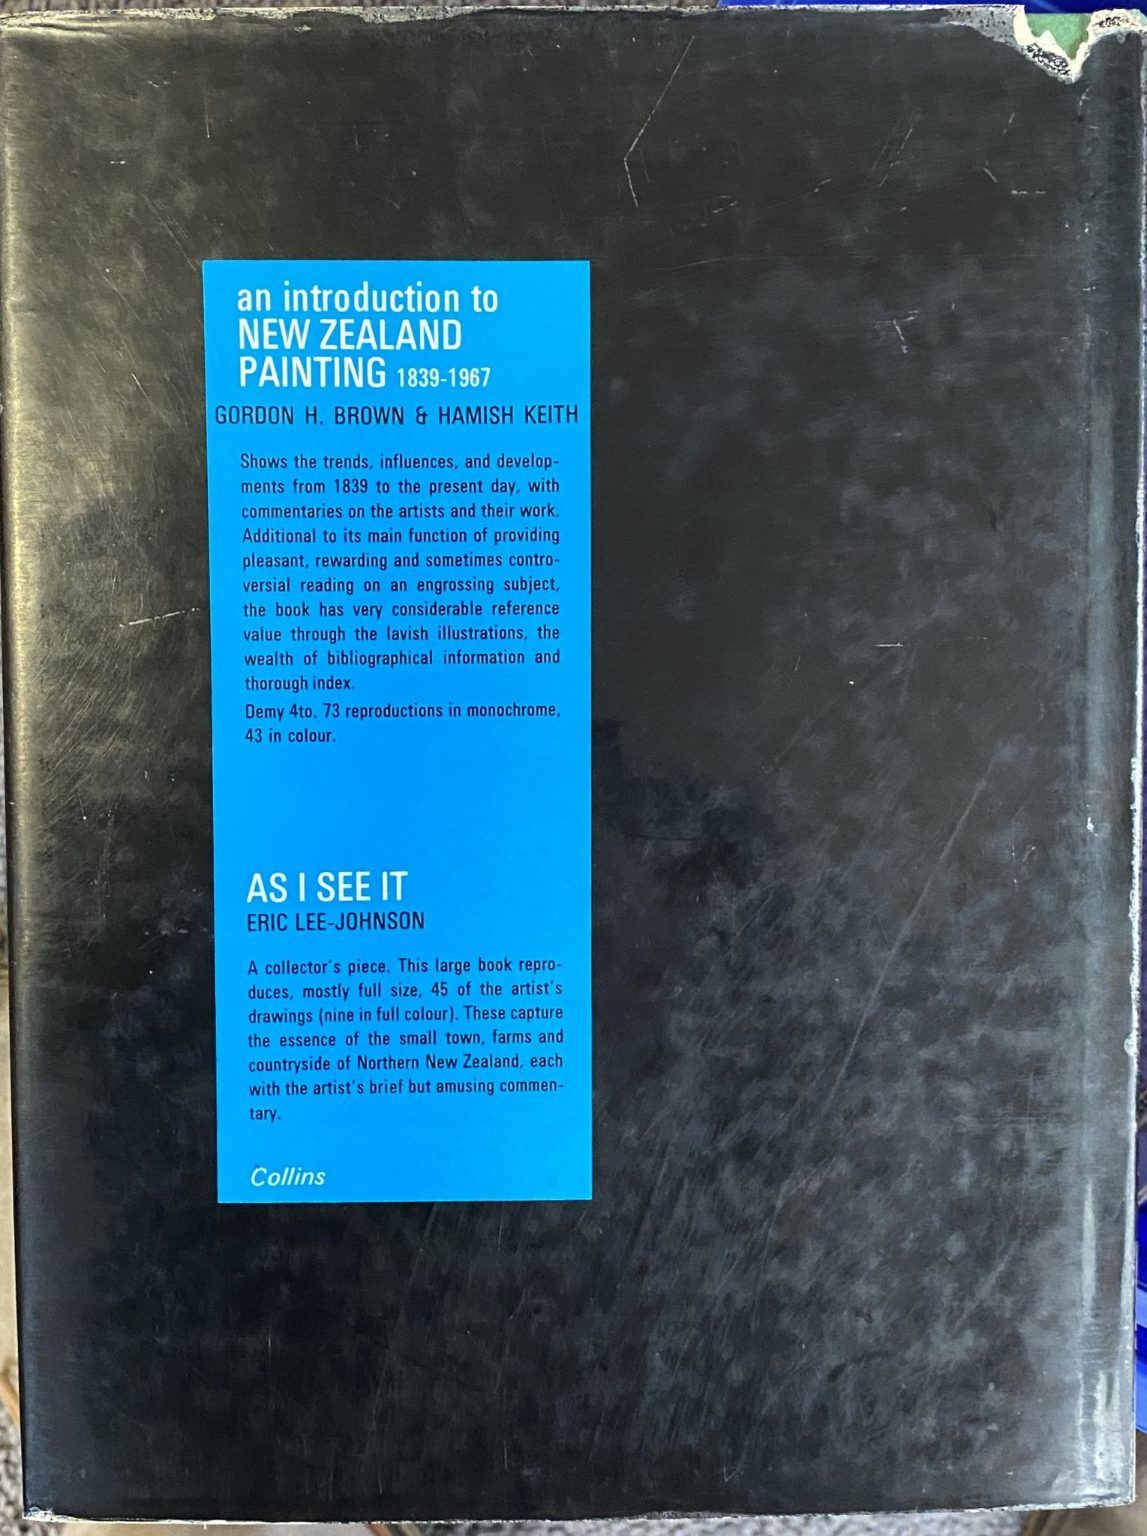 an introduction to
NEW ZEALAND
PAINTING 1839-1967
GORDON H. BROWN & HAMISH KEITH
Shows the trends, influences, and develop-
ments from 1839 to the present day, with
commentaries on the artists and their work.
Additional to its main function of providing
pleasant, rewarding and sometimes contro-
versial reading on an engrossing subject,
the book has very considerable reference
value through the lavish illustrations, the
wealth of bibliographical information and
thorough index.
Demy 4to. 73 reproductions in monochrome,
43 in colour.
AS I SEE IT
ERIC LEE-JOHNSON
A collector's piece. This large book repro-
duces, mostly full size, 45 of the artist's
drawings (nine in full colour). These capture
the essence of the small town, farms and
countryside of Northern New Zealand, each
with the artist's brief but amusing commen-
tary.
Collins